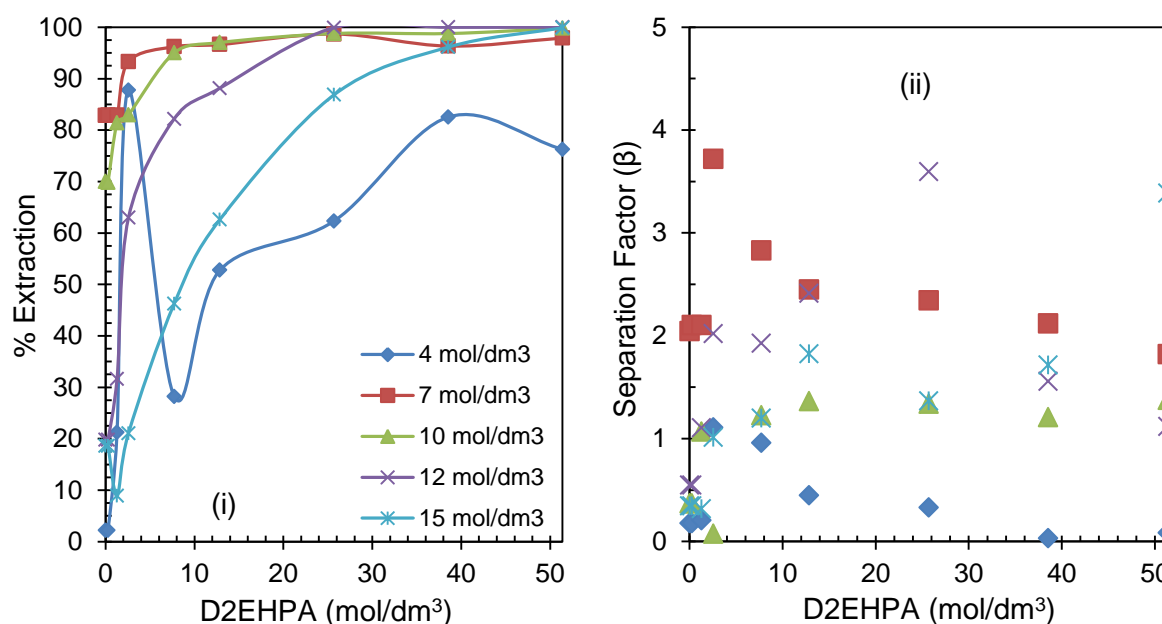 % Extraction
100
90
80
70
60
50
40
30
20
10
0
0 10 20 30 40 50
D2EHPA (mol/dm³)
(i)
4 mol/dm3
7 mol/dm3
10 mol/dm3
12 mol/dm3
15 mol/dm3
(ii)
Separation Factor (β)
5
4
3
2
1
0
0 10 20 30 40 50
D2EHPA (mol/dm³)